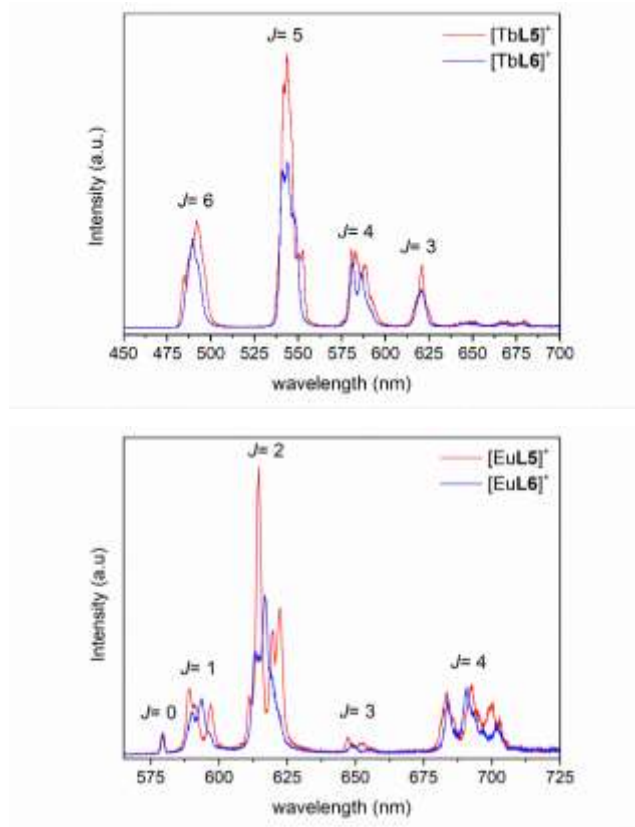 J= 5
[TbL5]⁺
[TbL6]⁺
J= 6
J= 4
J= 3
Intensity (a.u.)
450 475 500 525 550 575 600 625 650 675 700
wavelength (nm)
J= 2
[EuL5]⁺
[EuL6]⁺
J= 1
J= 4
J= 0
J= 3
Intensity (a.u)
575 600 625 650 675 700 725
wavelength (nm)